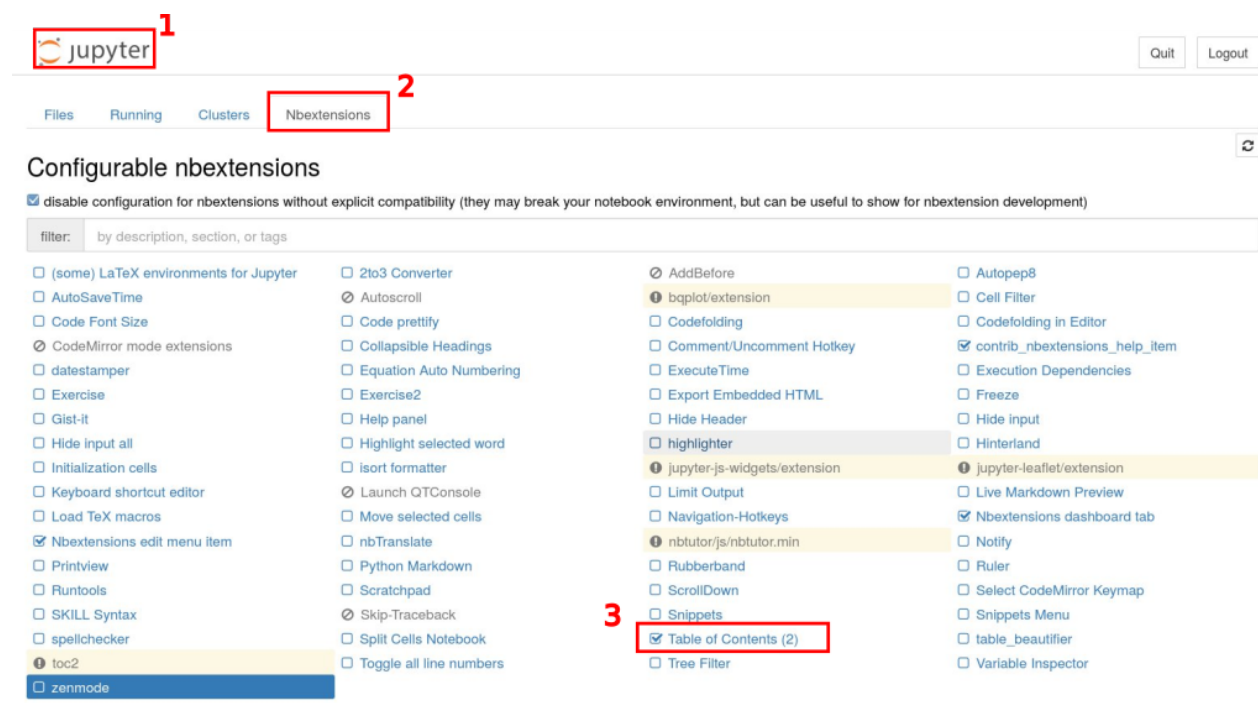 1
jupyter
Quit Logout
2
Files Running Clusters Nbextensions
Configurable nbextensions
disable configuration for nbextensions without explicit compatibility (they may break your notebook environment, but can be useful to show for nbextension development)
filter: by description, section, or tags
(some) LaTeX environments for Jupyter 2to3 Converter AddBefore Autopep8
AutoSaveTime Autoscroll bqplot/extension Cell Filter
Code Font Size Code prettify Codefolding Codefolding in Editor
CodeMirror mode extensions Collapsible Headings Comment/Uncomment Hotkey contrib_nbextensions_help_item
datestamper Equation Auto Numbering ExecuteTime Execution Dependencies
Exercise Exercise2 Export Embedded HTML Freeze
Gist-it Help panel Hide Header Hide input
Hide input all Highlight selected word highlighter Hinterland
Initialization cells isort formatter jupyter-js-widgets/extension jupyter-leaflet/extension
Keyboard shortcut editor Launch QTConsole Limit Output Live Markdown Preview
Load TeX macros Move selected cells Navigation-Hotkeys Nbextensions dashboard tab
Nbextensions edit menu item nbTranslate nbtutor/js/nbtutor.min Notify
Printview Python Markdown Rubberband Ruler
Runtools Scratchpad ScrollDown Select CodeMirror Keymap
SKILL Syntax Skip-Traceback 3 Snippets Snippets Menu
spellchecker Split Cells Notebook Table of Contents (2) table_beautifier
toc2 Toggle all line numbers Tree Filter Variable Inspector
zenmode